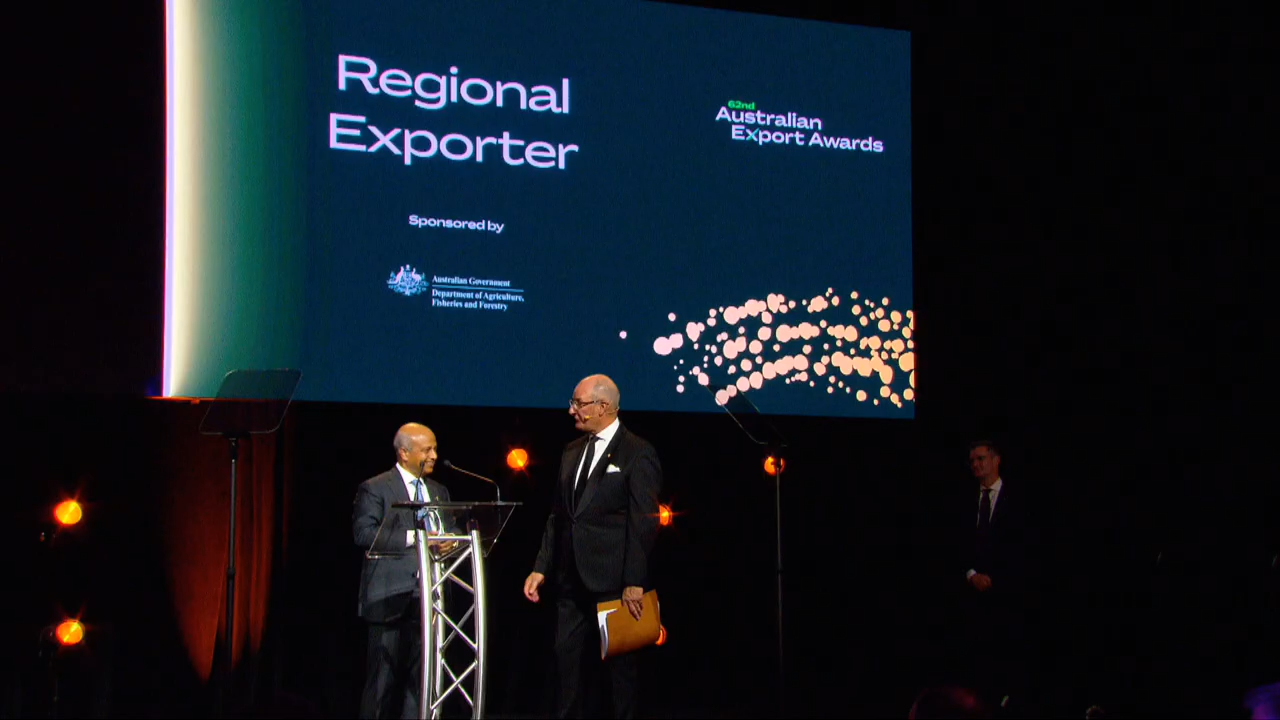 Regional
Exporter
62nd
Australian
Export Awards
Sponsored by
Australian Government
Department of Agriculture,
Fisheries and Forestry